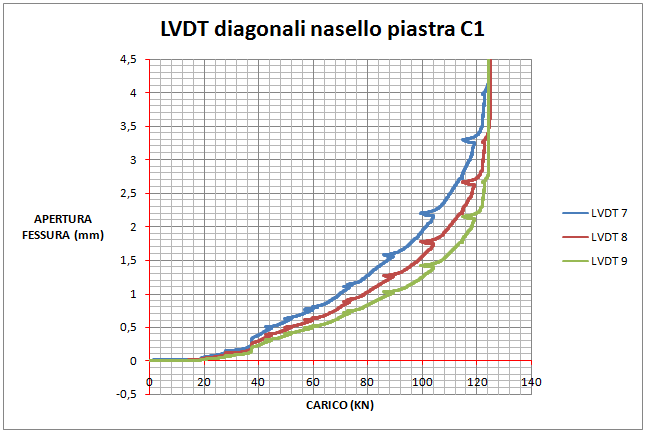 LVDT diagonali nasello piastra C1
4,5
4
3,5
3
2,5
2
1,5
1
0,5
0
-0,5
APERTURA
FESSURA (mm)
0 20 40 60 80 100 120 140
CARICO (KN)
LVDT 7
LVDT 8
LVDT 9